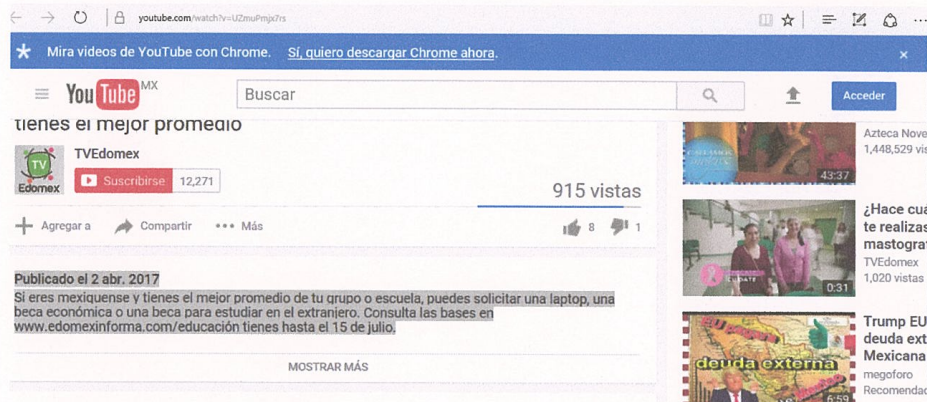 youtube.com/watch?v=UZmuPmjx7rs
Mira videos de YouTube con Chrome. Sí, quiero descargar Chrome ahora.
YouTube MX
Buscar
Acceder
tienes el mejor promedio
TV
Edomex
TVEdomex
Suscribirse 12,271
915 vistas
Agregar a Compartir Más
8 1
Publicado el 2 abr. 2017
Si eres mexiquense y tienes el mejor promedio de tu grupo o escuela, puedes solicitar una laptop, una
beca económica o una beca para estudiar en el extranjero. Consulta las bases en
www.edomexinforma.com/educación tienes hasta el 15 de julio.
MOSTRAR MÁS
Azteca Nove
1,448,529 vis
43:37
¿Hace cuá
te realizas
mastograf
TVEdomex
1,020 vistas
0:31
Trump EU
deuda ext
Mexicana
megoforo
Recomendad
deuda externa
6:59